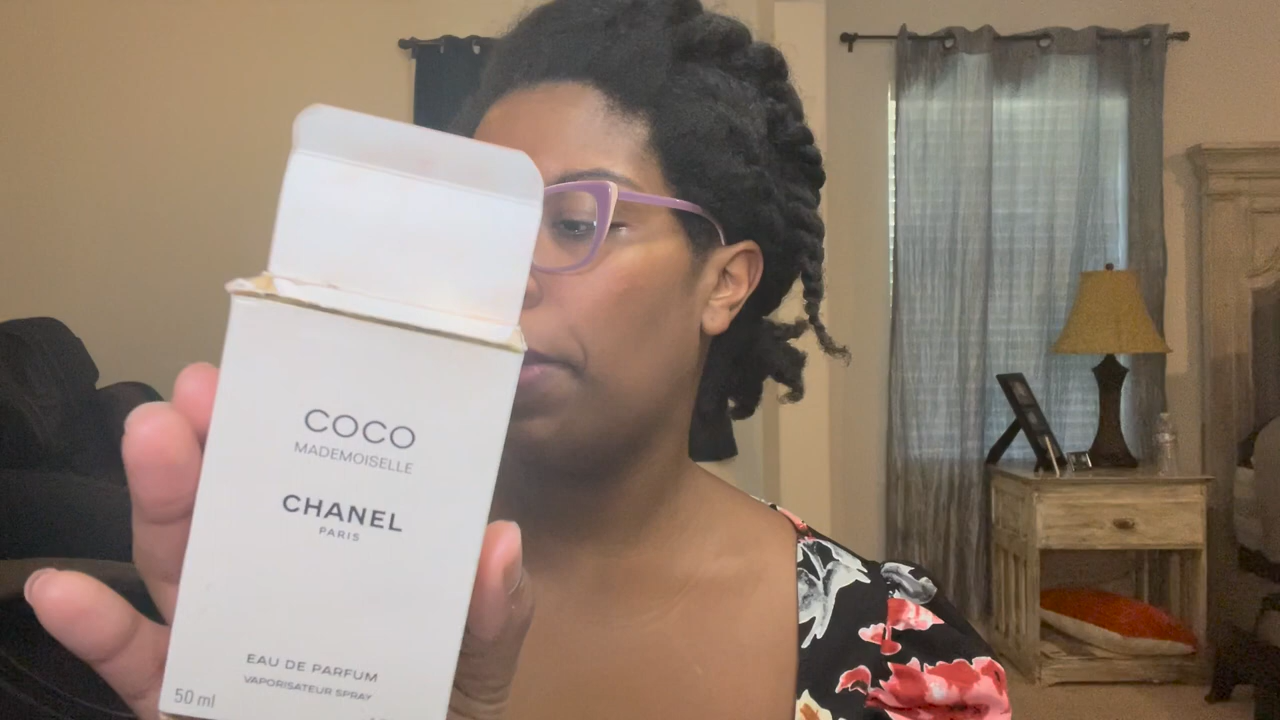 COCO
MADEMOISELLE
CHANEL
PARIS
EAU DE PARFUM
VAPORISATEUR SPRAY
50 ml